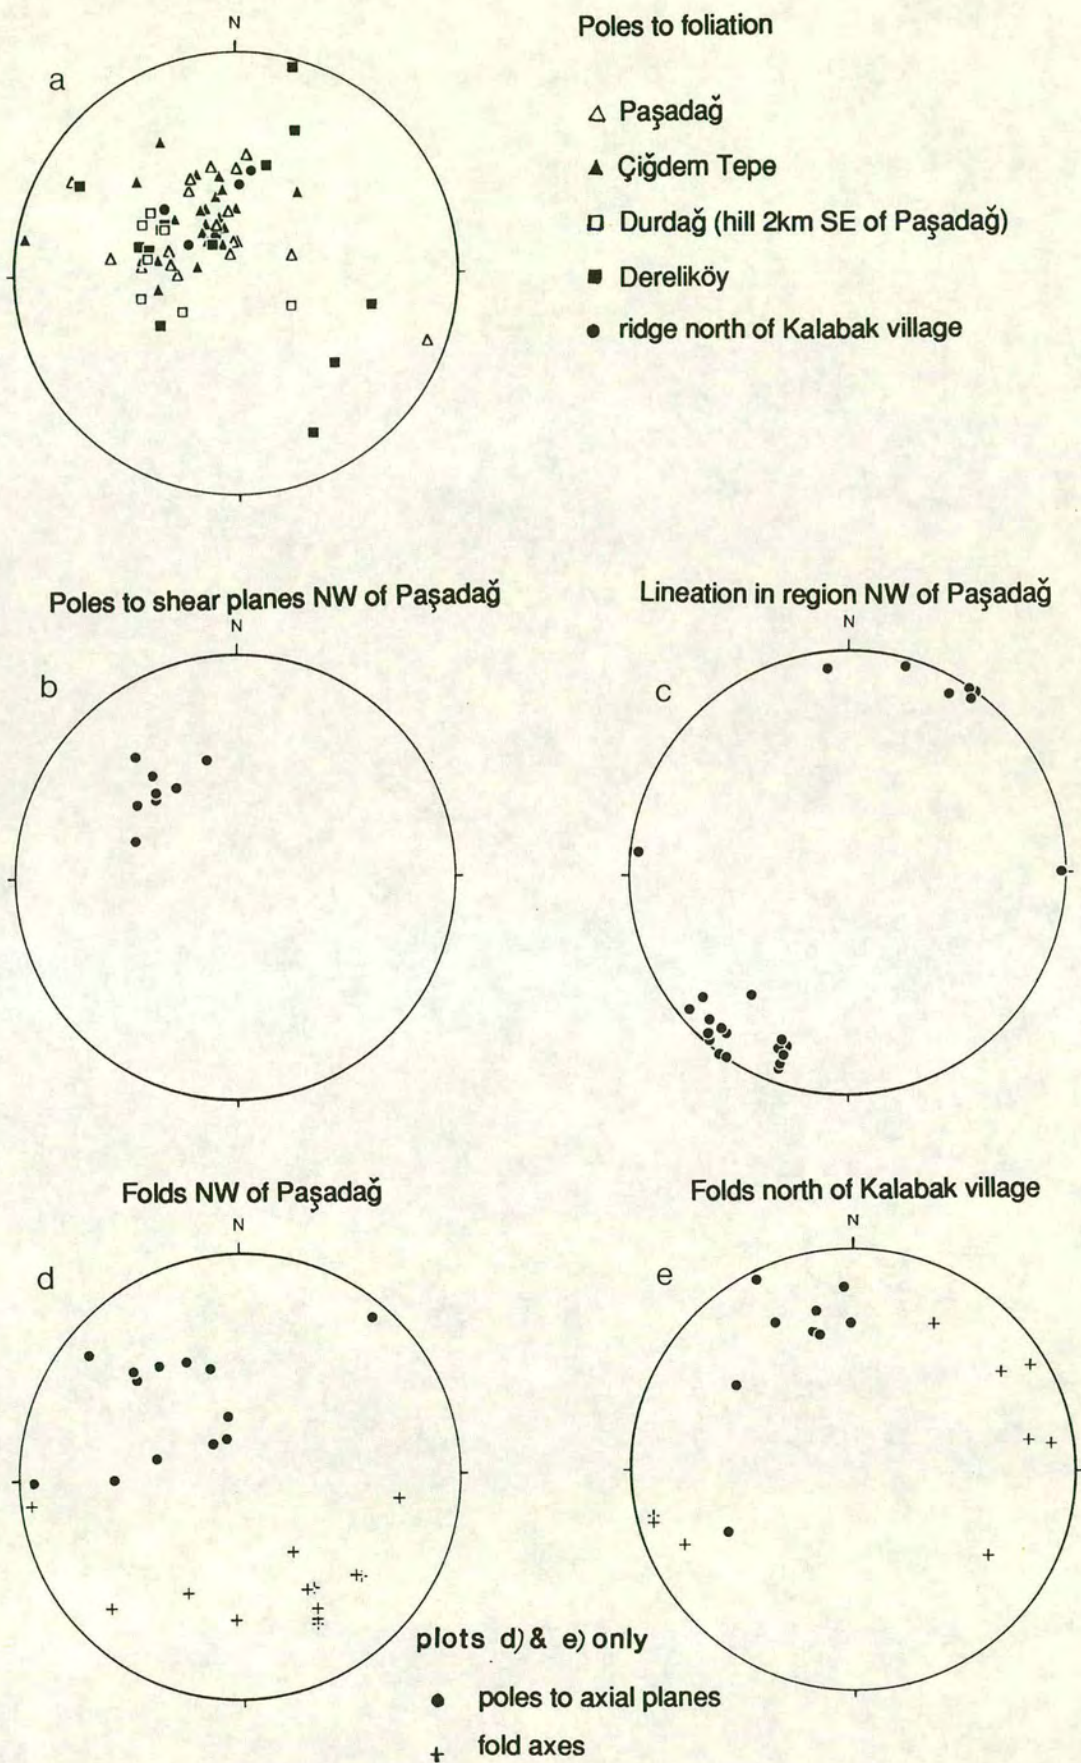 Poles to foliation
N
a
Paşadağ
Çiğdem Tepe
Durdağ (hill 2km SE of Paşadağ)
Dereliköy
ridge north of Kalabak village
Poles to shear planes NW of Paşadağ
N
b
Lineation in region NW of Paşadağ
N
c
Folds NW of Paşadağ
N
d
Folds north of Kalabak village
N
e
plots d) & e) only
poles to axial planes
fold axes